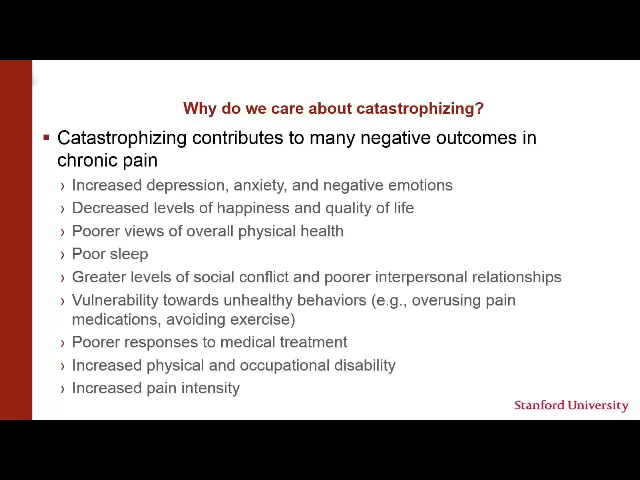 Why do we care about catastrophizing?
▪ Catastrophizing contributes to many negative outcomes in
chronic pain
› Increased depression, anxiety, and negative emotions
› Decreased levels of happiness and quality of life
› Poorer views of overall physical health
› Poor sleep
› Greater levels of social conflict and poorer interpersonal relationships
› Vulnerability towards unhealthy behaviors (e.g., overusing pain
medications, avoiding exercise)
› Poorer responses to medical treatment
› Increased physical and occupational disability
› Increased pain intensity
Stanford University